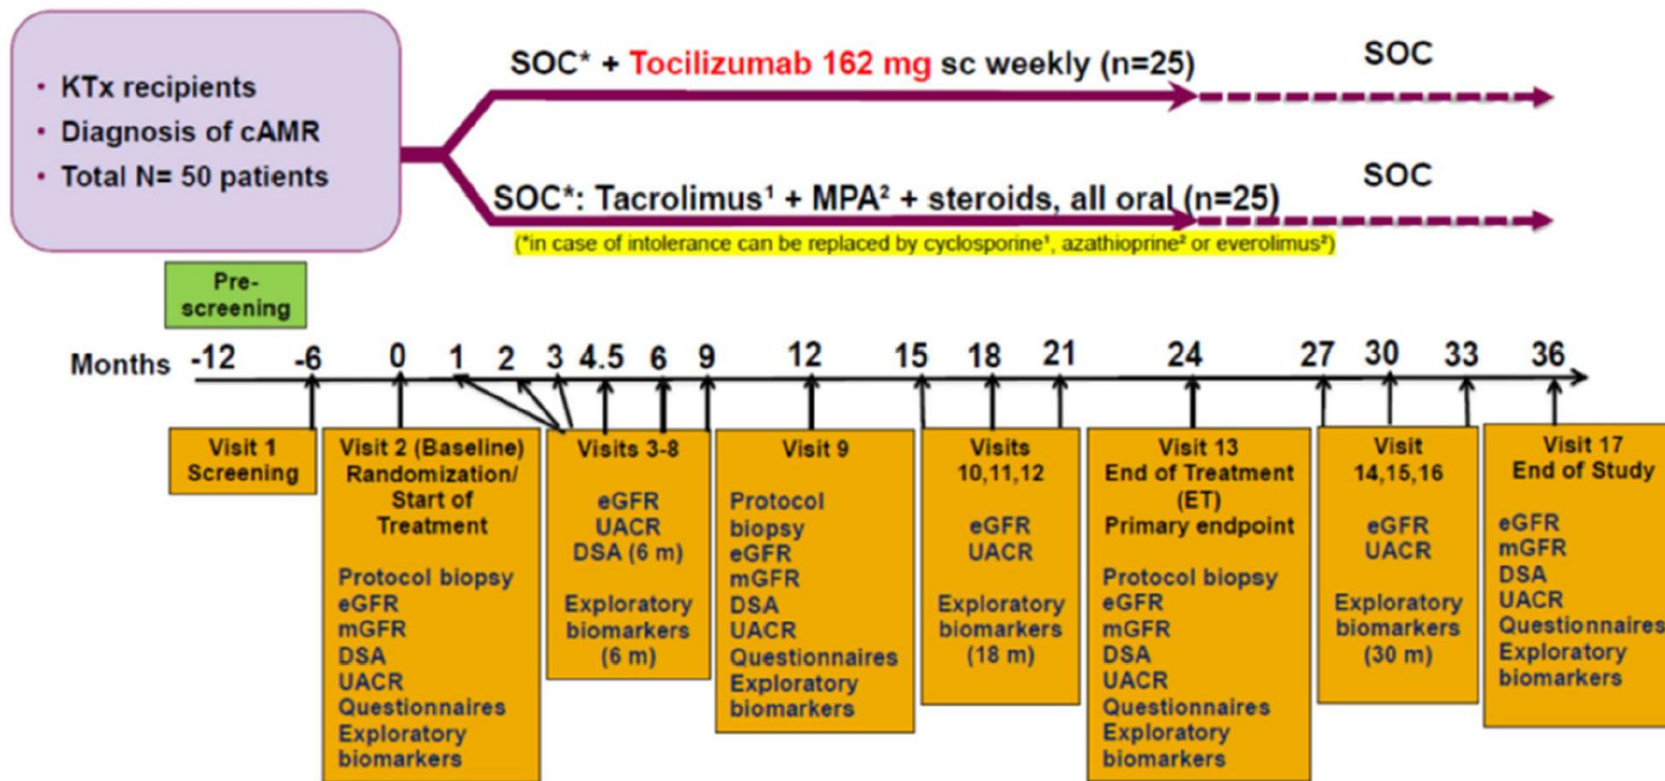 • KTx recipients
• Diagnosis of cAMR
• Total N= 50 patients
SOC* + Tocilizumab 162 mg sc weekly (n=25)
SOC
SOC*: Tacrolimus¹ + MPA² + steroids, all oral (n=25)
SOC
(*in case of intolerance can be replaced by cyclosporine¹, azathioprine² or everolimus²)
Pre-
screening
Months -12 -6 0 1 2 3 4.5 6 9 12 15 18 21 24 27 30 33 36
Visit 1
Screening
Visit 2 (Baseline)
Randomization/
Start of
Treatment
Protocol biopsy
eGFR
mGFR
DSA
UACR
Questionnaires
Exploratory
biomarkers
Visits 3-8
eGFR
UACR
DSA (6 m)
Exploratory
biomarkers
(6 m)
Visit 9
Protocol
biopsy
eGFR
mGFR
DSA
UACR
Questionnaires
Exploratory
biomarkers
Visits
10,11,12
eGFR
UACR
Exploratory
biomarkers
(18 m)
Visit 13
End of Treatment
(ET)
Primary endpoint
Protocol biopsy
eGFR
mGFR
DSA
UACR
Questionnaires
Exploratory
biomarkers
Visit
14,15,16
eGFR
UACR
Exploratory
biomarkers
(30 m)
Visit 17
End of Study
eGFR
mGFR
DSA
UACR
Questionnaires
Exploratory
biomarkers